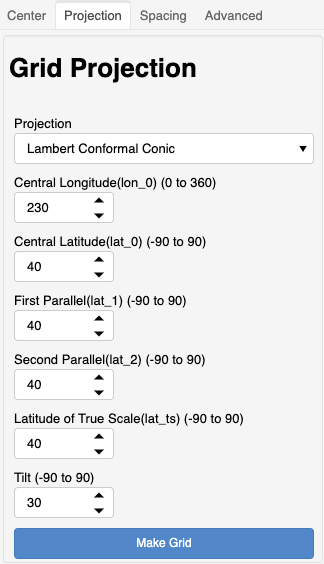 Center Projection Spacing Advanced
Grid Projection
Projection
Lambert Conformal Conic
Central Longitude(lon_0) (0 to 360)
230
Central Latitude(lat_0) (-90 to 90)
40
First Parallel(lat_1) (-90 to 90)
40
Second Parallel(lat_2) (-90 to 90)
40
Latitude of True Scale(lat_ts) (-90 to 90)
40
Tilt (-90 to 90)
30
Make Grid